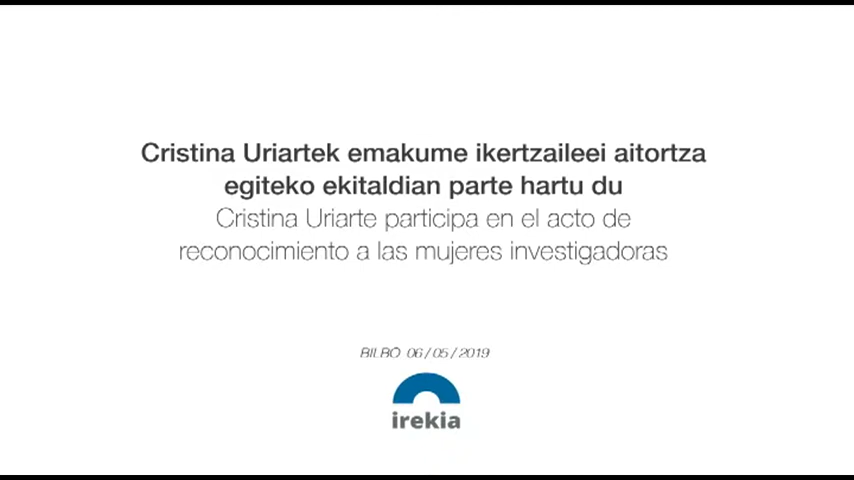 Cristina Uriartek emakume ikertzaileei aitortza
egiteko ekitaldian parte hartu du
Cristina Uriarte participa en el acto de
reconocimiento a las mujeres investigadoras
BILBO 06/05/2019
irekia